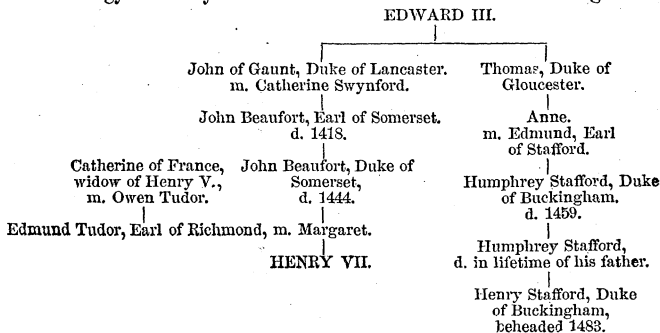 EDWARD III.
John of Gaunt, Duke of Lancaster.
m. Catherine Swynford.
Thomas, Duke of
Gloucester.
John Beaufort, Earl of Somerset.
d. 1418.
Anne.
m. Edmund, Earl
of Stafford.
Catherine of France,
widow of Henry V.,
m. Owen Tudor.
John Beaufort, Duke of
Somerset,
d. 1444.
Humphrey Stafford, Duke
of Buckingham.
d. 1459.
Edmund Tudor, Earl of Richmond, m. Margaret.
HENRY VII.
Humphrey Stafford,
d. in lifetime of his father.
Henry Stafford, Duke
of Buckingham,
beheaded 1483.